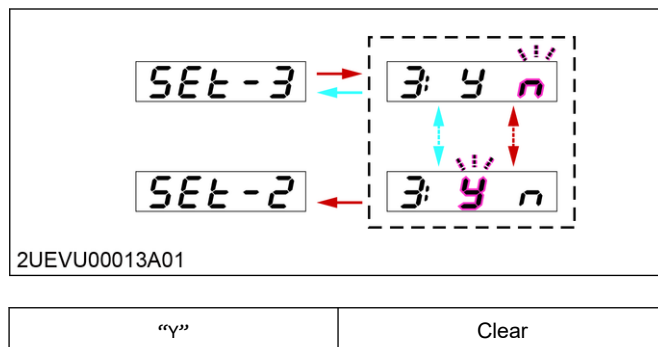 SEt-3 3: Y n
SEt-2 3: Y n
2UEVU00013A01
“Y” Clear